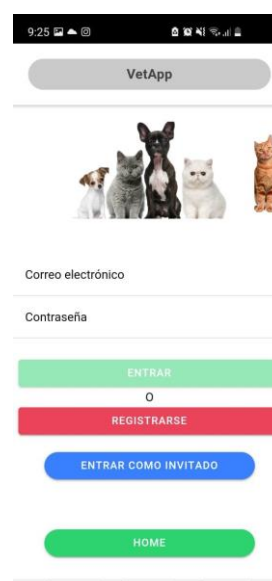 9:25
VetApp
Correo electrónico
Contraseña
ENTRAR
O
REGISTRARSE
ENTRAR COMO INVITADO
HOME